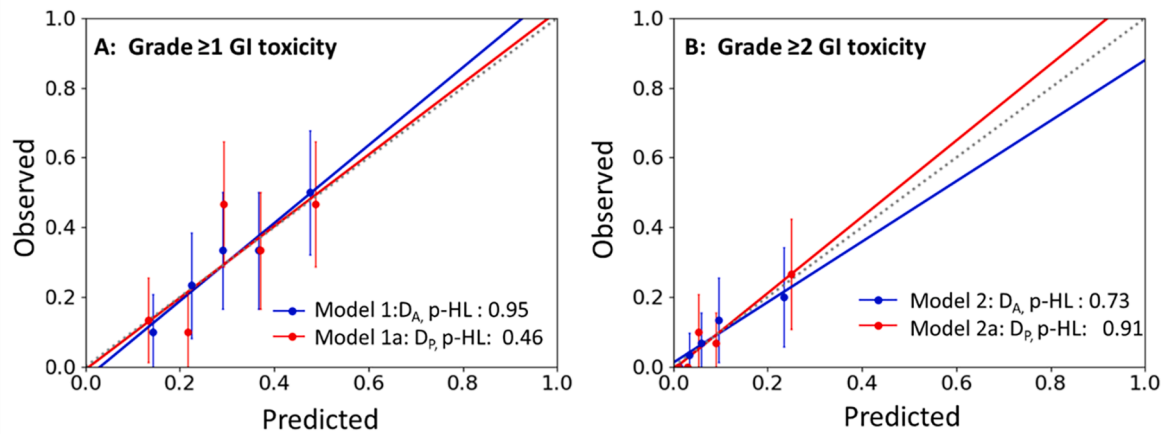 A: Grade ≥1 GI toxicity
Observed
1.0
0.8
0.6
0.4
0.2
0.0
Model 1:DA, p-HL : 0.95
Model 1a: DP, p-HL: 0.46
0.0 0.2 0.4 0.6 0.8 1.0
Predicted
B: Grade ≥2 GI toxicity
Observed
1.0
0.8
0.6
0.4
0.2
0.0
Model 2: DA, p-HL : 0.73
Model 2a: DP, p-HL: 0.91
0.0 0.2 0.4 0.6 0.8 1.0
Predicted